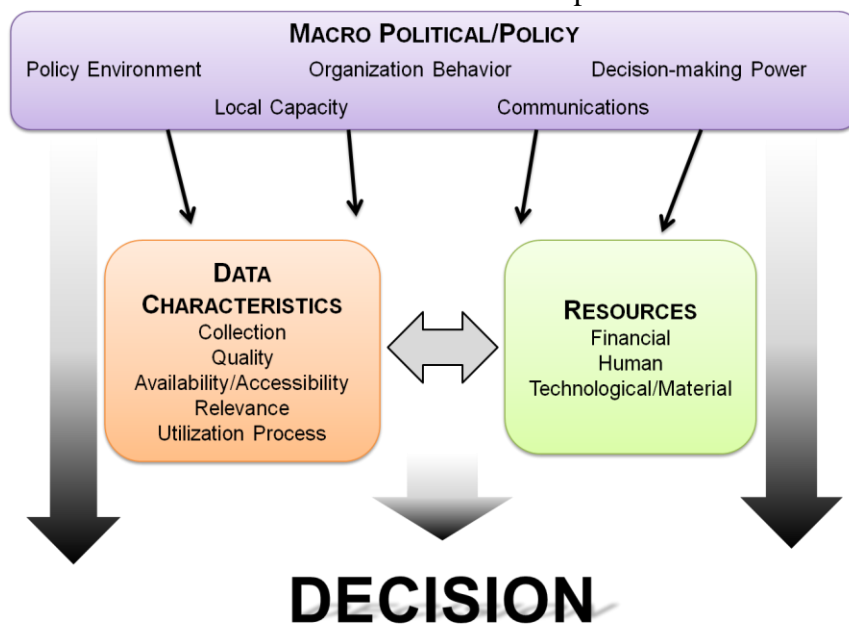 MACRO POLITICAL/POLICY
Policy Environment Organization Behavior Decision-making Power
Local Capacity Communications
DATA
CHARACTERISTICS
Collection
Quality
Availability/Accessibility
Relevance
Utilization Process
RESOURCES
Financial
Human
Technological/Material
DECISION